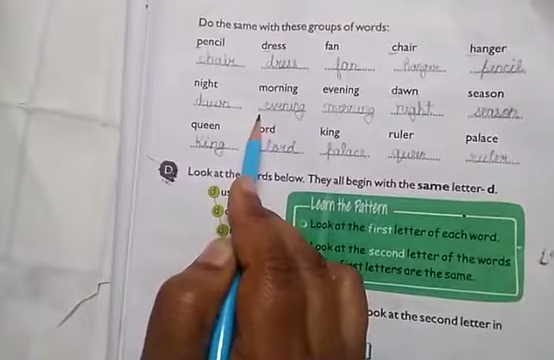 Do the same with these groups of words:
pencil dress fan chair hanger
chair dress fan hanger pencil
night morning evening dawn season
dawn evening morning night season
queen ord king ruler palace
king lord palace queen ruler
D. Look at the rds below. They all begin with the same letter- d.
d u
d
d
Learn the Pattern
Look at the first letter of each word.
Look at the second letter of the words
first letters are the same.
ook at the second letter in